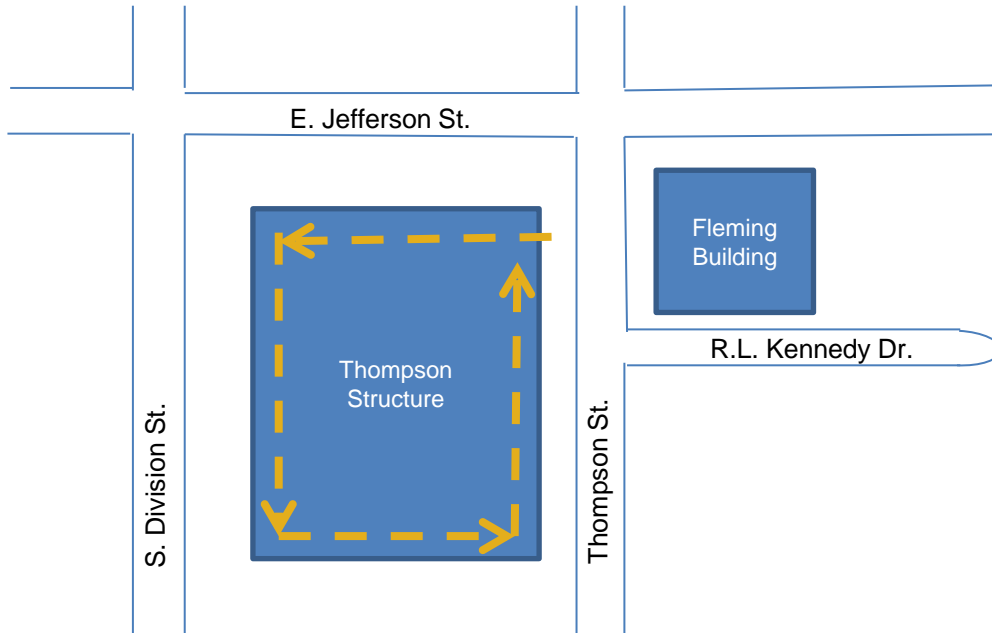 E. Jefferson St.
Fleming
Building
R.L. Kennedy Dr.
Thompson
Structure
S. Division St.
Thompson St.